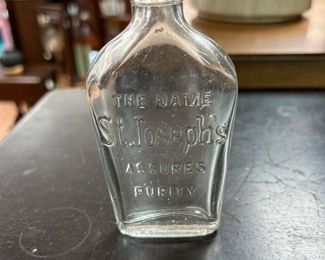 THE NAME
St. Joseph's
ASSURES
PURITY